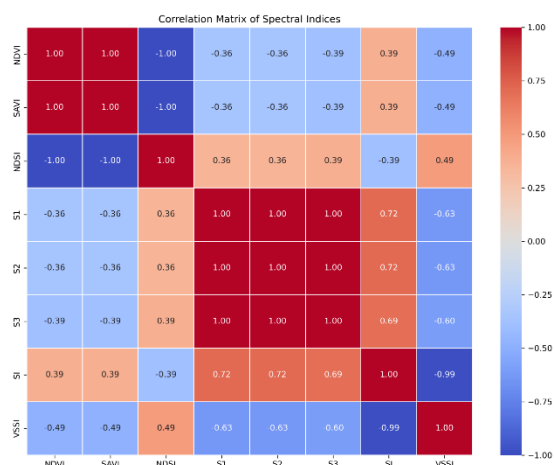 Correlation Matrix of Spectral Indices
NDVI 1.00 1.00 -1.00 -0.36 -0.36 -0.39 0.39 -0.49
SAVI 1.00 1.00 -1.00 -0.36 -0.36 -0.39 0.39 -0.49
NDSI -1.00 -1.00 1.00 0.36 0.36 0.39 -0.39 0.49
S1 -0.36 -0.36 0.36 1.00 1.00 1.00 0.72 -0.63
S2 -0.36 -0.36 0.36 1.00 1.00 1.00 0.72 -0.63
S3 -0.39 -0.39 0.39 1.00 1.00 1.00 0.69 -0.60
SI 0.39 0.39 -0.39 0.72 0.72 0.69 1.00 -0.99
VSSI -0.49 -0.49 0.49 -0.63 -0.63 -0.60 -0.99 1.00
NDVI SAVI NDSI S1 S2 S3 SI VSSI
1.00
0.75
0.50
0.25
0.00
-0.25
-0.50
-0.75
-1.00